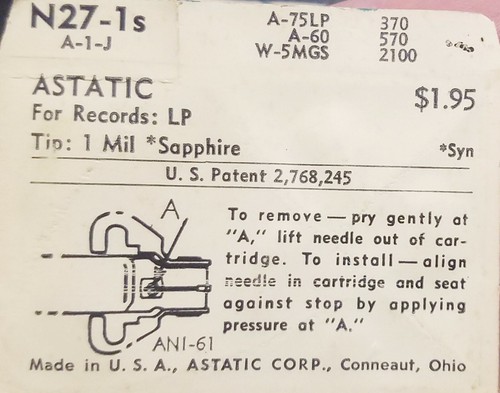 N27-1s
A-1-J
A-75LP 370
A-60 570
W-5MGS 2100
ASTATIC
$1.95
For Records: LP
Tip: 1 Mil *Sapphire
*Syn
U. S. Patent 2,768,245
A
ANI-61
To remove — pry gently at
"A," lift needle out of car-
tridge. To install — align
needle in cartridge and seat
against stop by applying
pressure at "A."
Made in U. S. A., ASTATIC CORP., Conneaut, Ohio